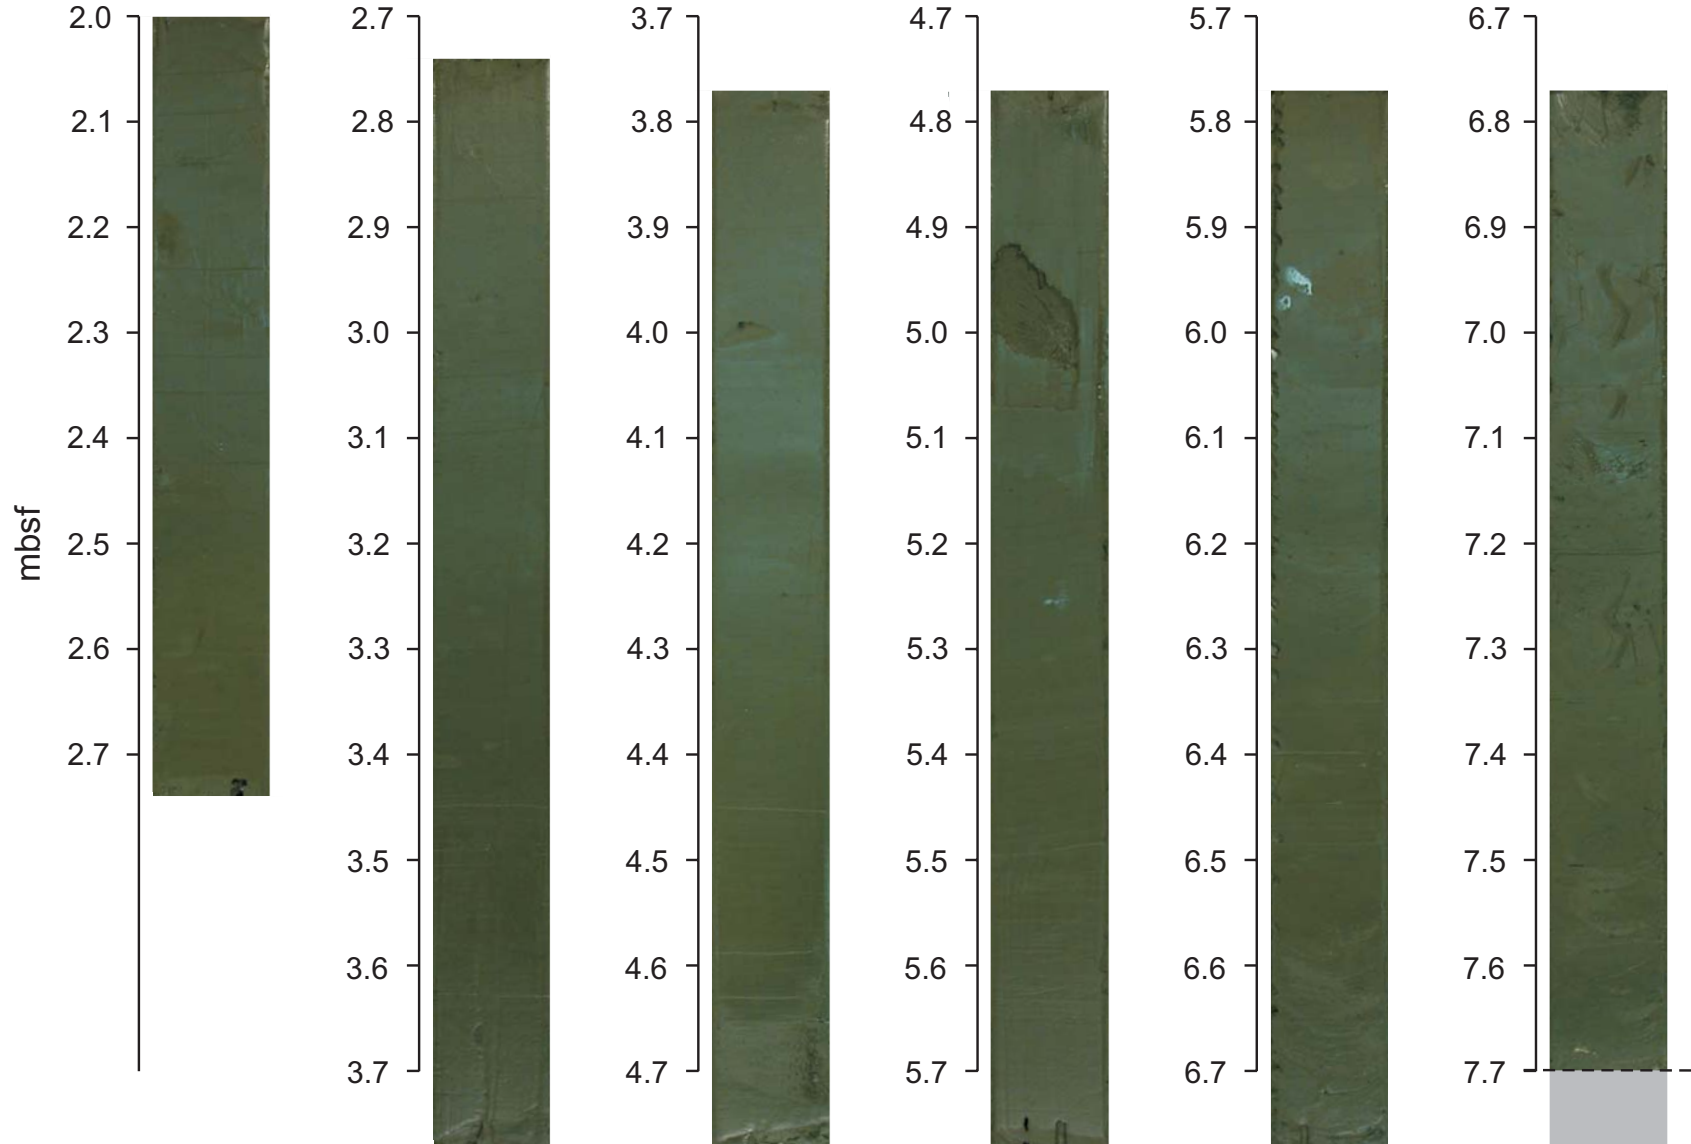 2.0 2.7 3.7 4.7 5.7 6.7
2.1 2.8 3.8 4.8 5.8 6.8
2.2 2.9 3.9 4.9 5.9 6.9
2.3 3.0 4.0 5.0 6.0 7.0
2.4 3.1 4.1 5.1 6.1 7.1
mbsf
2.5 3.2 4.2 5.2 6.2 7.2
2.6 3.3 4.3 5.3 6.3 7.3
2.7 3.4 4.4 5.4 6.4 7.4
3.5 4.5 5.5 6.5 7.5
3.6 4.6 5.6 6.6 7.6
3.7 4.7 5.7 6.7 7.7